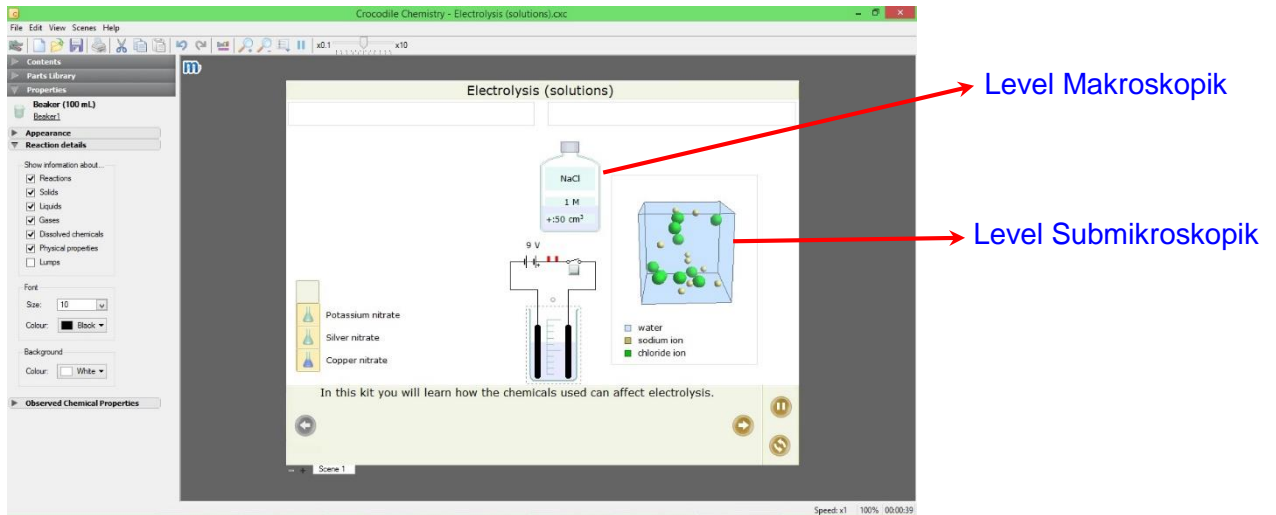 Crocodile Chemistry - Electrolysis (solutions).cxc
File Edit View Scenes Help
x0.1 x10
Contents
Parts Library
Properties
Beaker (100 mL)
Beaker1
Appearance
Reaction details
Show information about...
Reactions
Solids
Liquids
Gases
Dissolved chemicals
Physical properties
Lumps
Font
Size: 10
Colour: Black
Background
Colour: White
Observed Chemical Properties
m
Electrolysis (solutions)
NaCl
1 M
+:50 cm³
9 V
Potassium nitrate
Silver nitrate
Copper nitrate
water
sodium ion
chloride ion
In this kit you will learn how the chemicals used can affect electrolysis.
Scene 1
Speed: x1 100% 00:00:39
Level Makroskopik
Level Submikroskopik